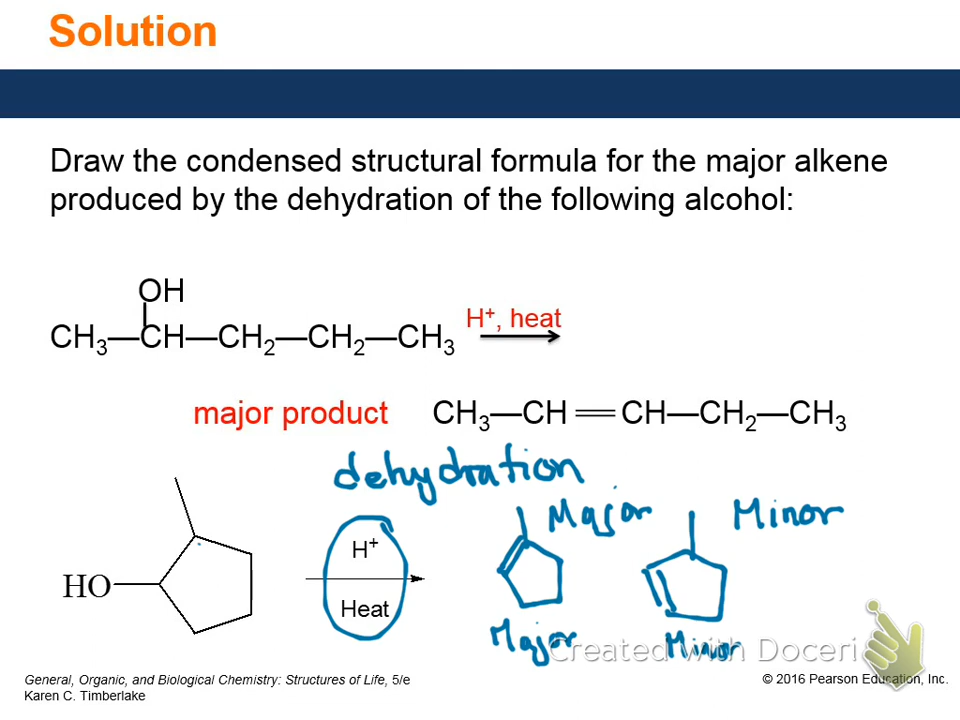 Solution
Draw the condensed structural formula for the major alkene
produced by the dehydration of the following alcohol:
OH
CH₃—CH—CH₂—CH₂—CH₃
H⁺, heat
major product
CH₃—CH══CH—CH₂—CH₃
dehydration
Major
Minor
HO
H⁺
Heat
Major
Minor
Created with Doceri
General, Organic, and Biological Chemistry: Structures of Life, 5/e
Karen C. Timberlake
© 2016 Pearson Education, Inc.